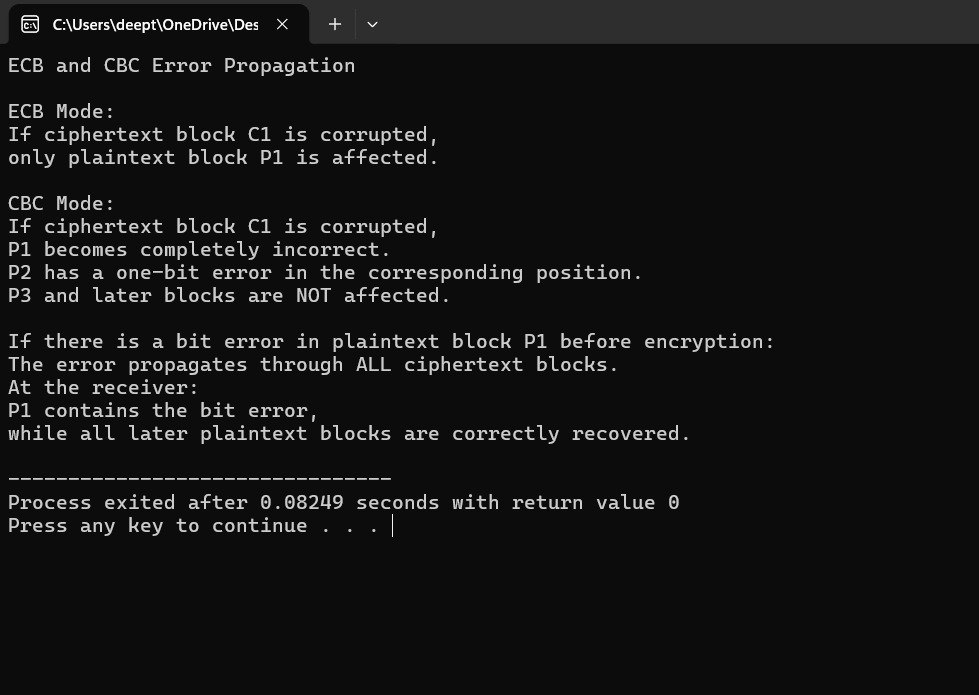 C:\Users\deept\OneDrive\Des
ECB and CBC Error Propagation
ECB Mode:
If ciphertext block C1 is corrupted,
only plaintext block P1 is affected.
CBC Mode:
If ciphertext block C1 is corrupted,
P1 becomes completely incorrect.
P2 has a one-bit error in the corresponding position.
P3 and later blocks are NOT affected.
If there is a bit error in plaintext block P1 before encryption:
The error propagates through ALL ciphertext blocks.
At the receiver:
P1 contains the bit error,
while all later plaintext blocks are correctly recovered.
--------------------------------
Process exited after 0.08249 seconds with return value 0
Press any key to continue . . .